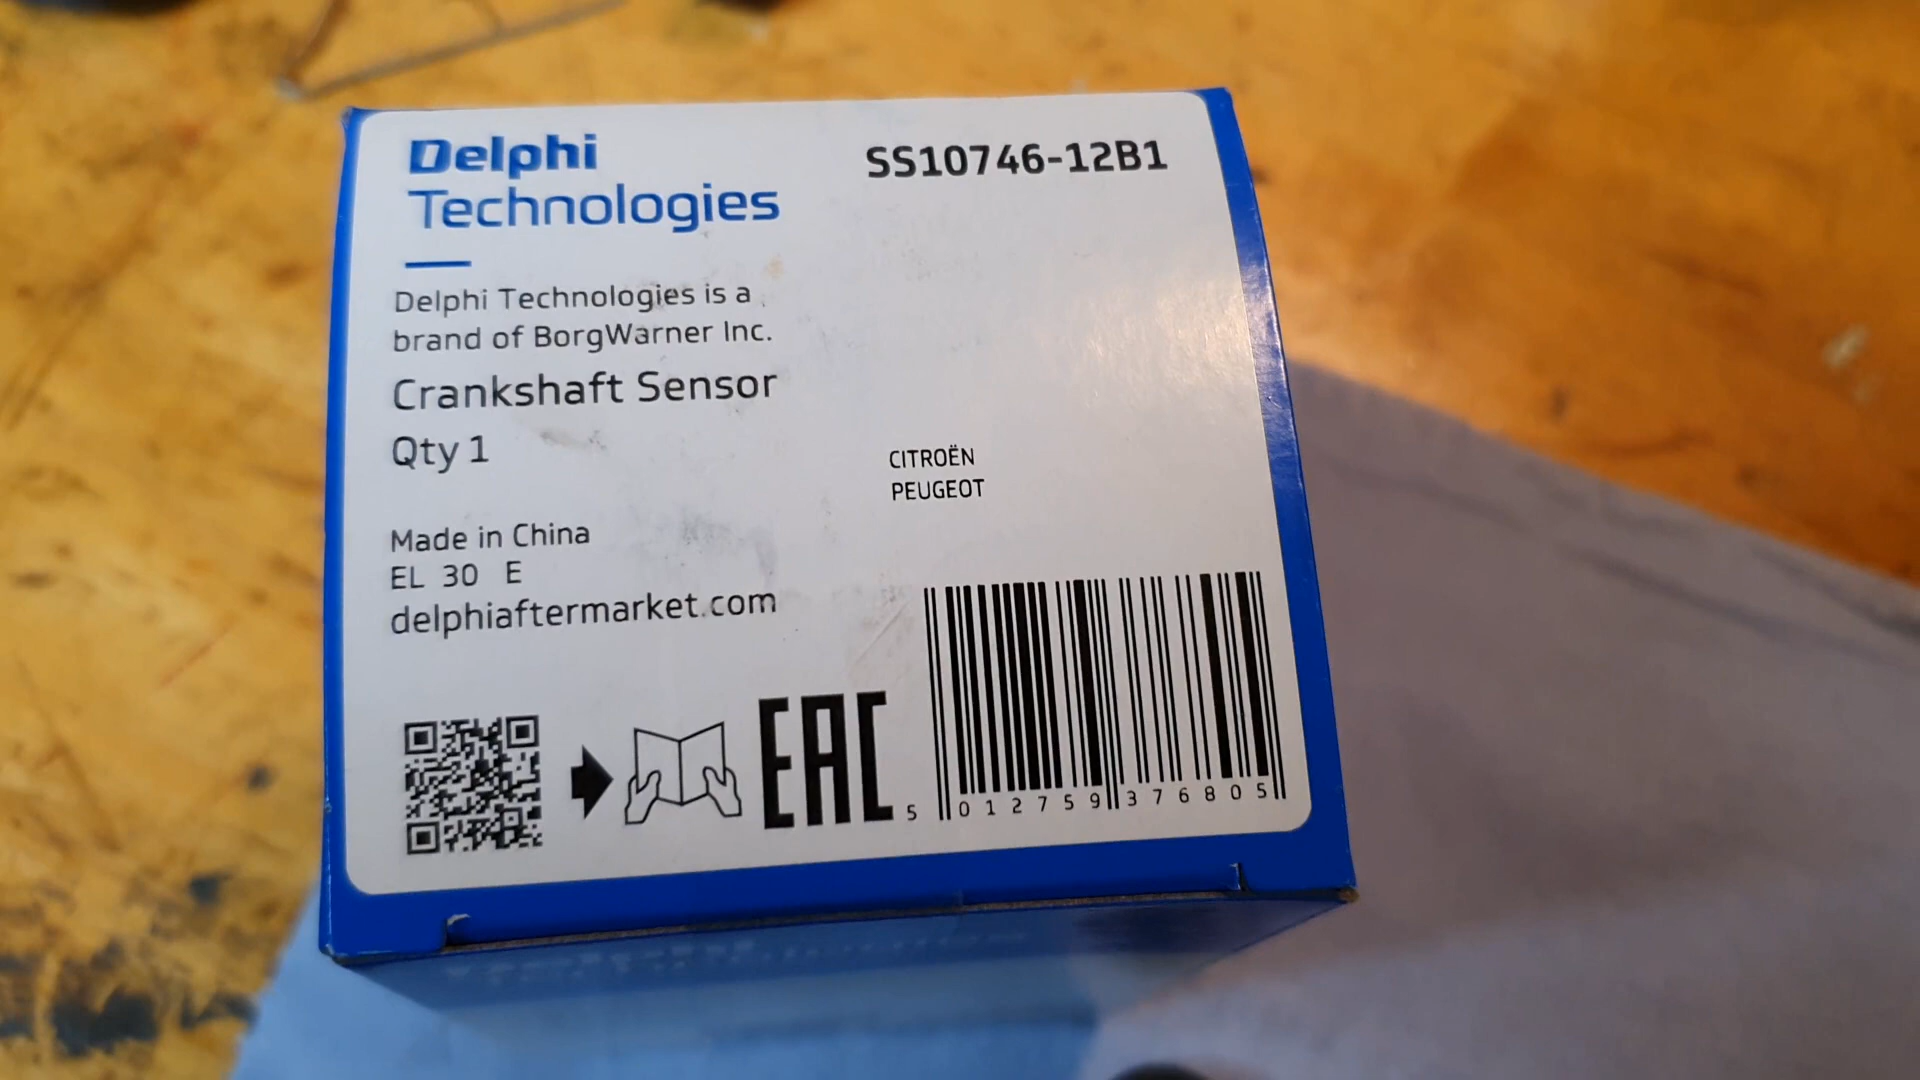 Delphi
Technologies
SS10746-12B1
Delphi Technologies is a
brand of BorgWarner Inc.
Crankshaft Sensor
Qty 1
CITROËN
PEUGEOT
Made in China
EL 30 E
delphiaftermarket.com
EAC
5 012759 376805